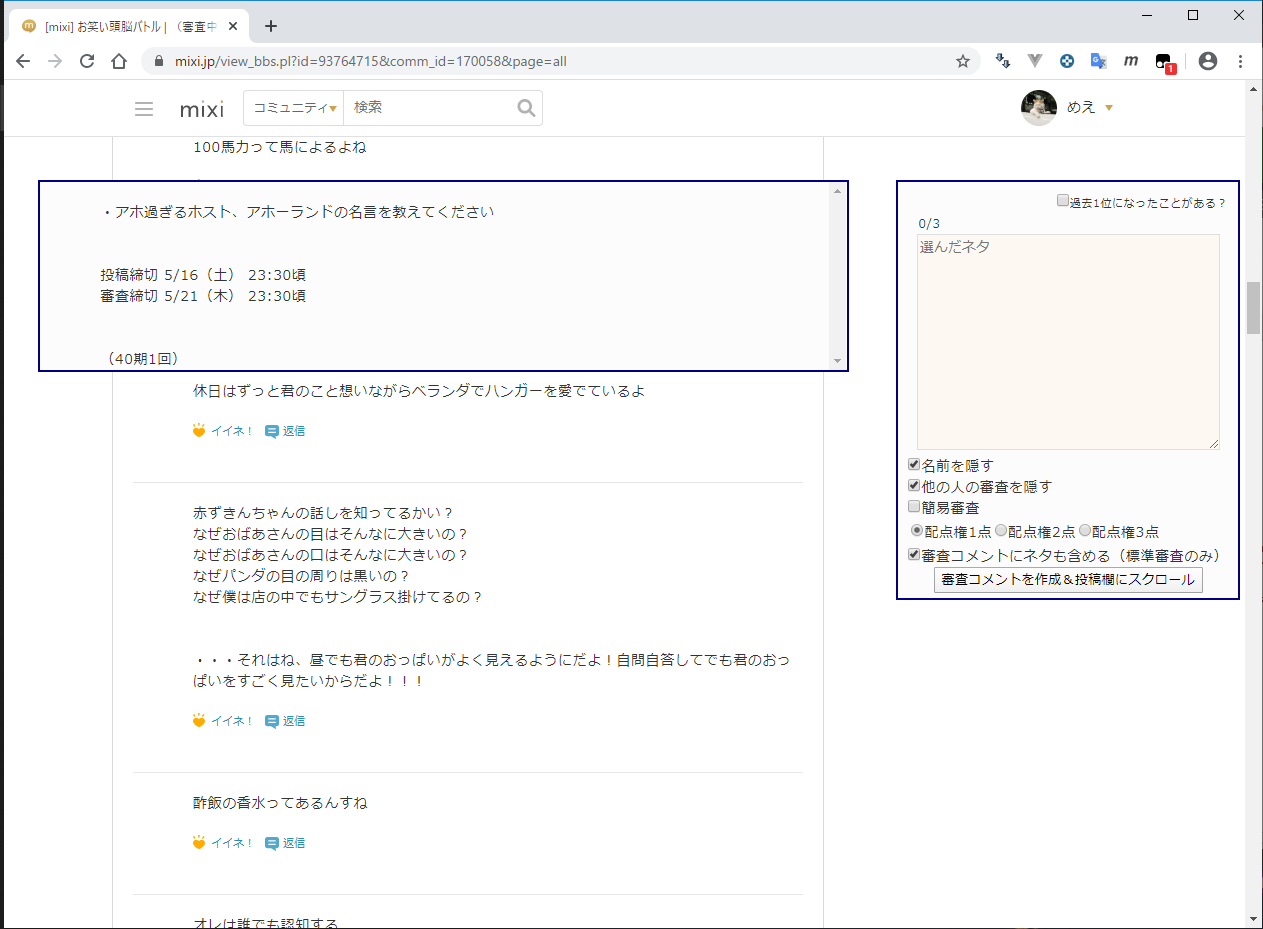 [mixi] お笑い頭脳バトル | （審査中
mixi.jp/view_bbs.pl?id=93764715&comm_id=170058&page=all
m
1
mixi
コミュニティ▾
検索
めえ
100馬力って馬によるよね
・アホ過ぎるホスト、アホーランドの名言を教えてください
投稿締切 5/16（土） 23:30頃
審査締切 5/21（木） 23:30頃
（40期1回）
過去1位になったことがある？
0/3
選んだネタ
名前を隠す
他の人の審査を隠す
簡易審査
配点権1点 配点権2点 配点権3点
審査コメントにネタも含める（標準審査のみ）
審査コメントを作成＆投稿欄にスクロール
休日はずっと君のこと想いながらベランダでハンガーを愛でているよ
イイネ！ 返信
赤ずきんちゃんの話しを知ってるかい？
なぜおばあさんの目はそんなに大きいの？
なぜおばあさんの口はそんなに大きいの？
なぜパンダの目の周りは黒いの？
なぜ僕は店の中でもサングラス掛けてるの？
・・・それはね、昼でも君のおっぱいがよく見えるようにだよ！自問自答してでも君のおっ
ぱいをすごく見たいからだよ！！！
イイネ！ 返信
酢飯の香水ってあるんすね
イイネ！ 返信
オレは誰でも認知する